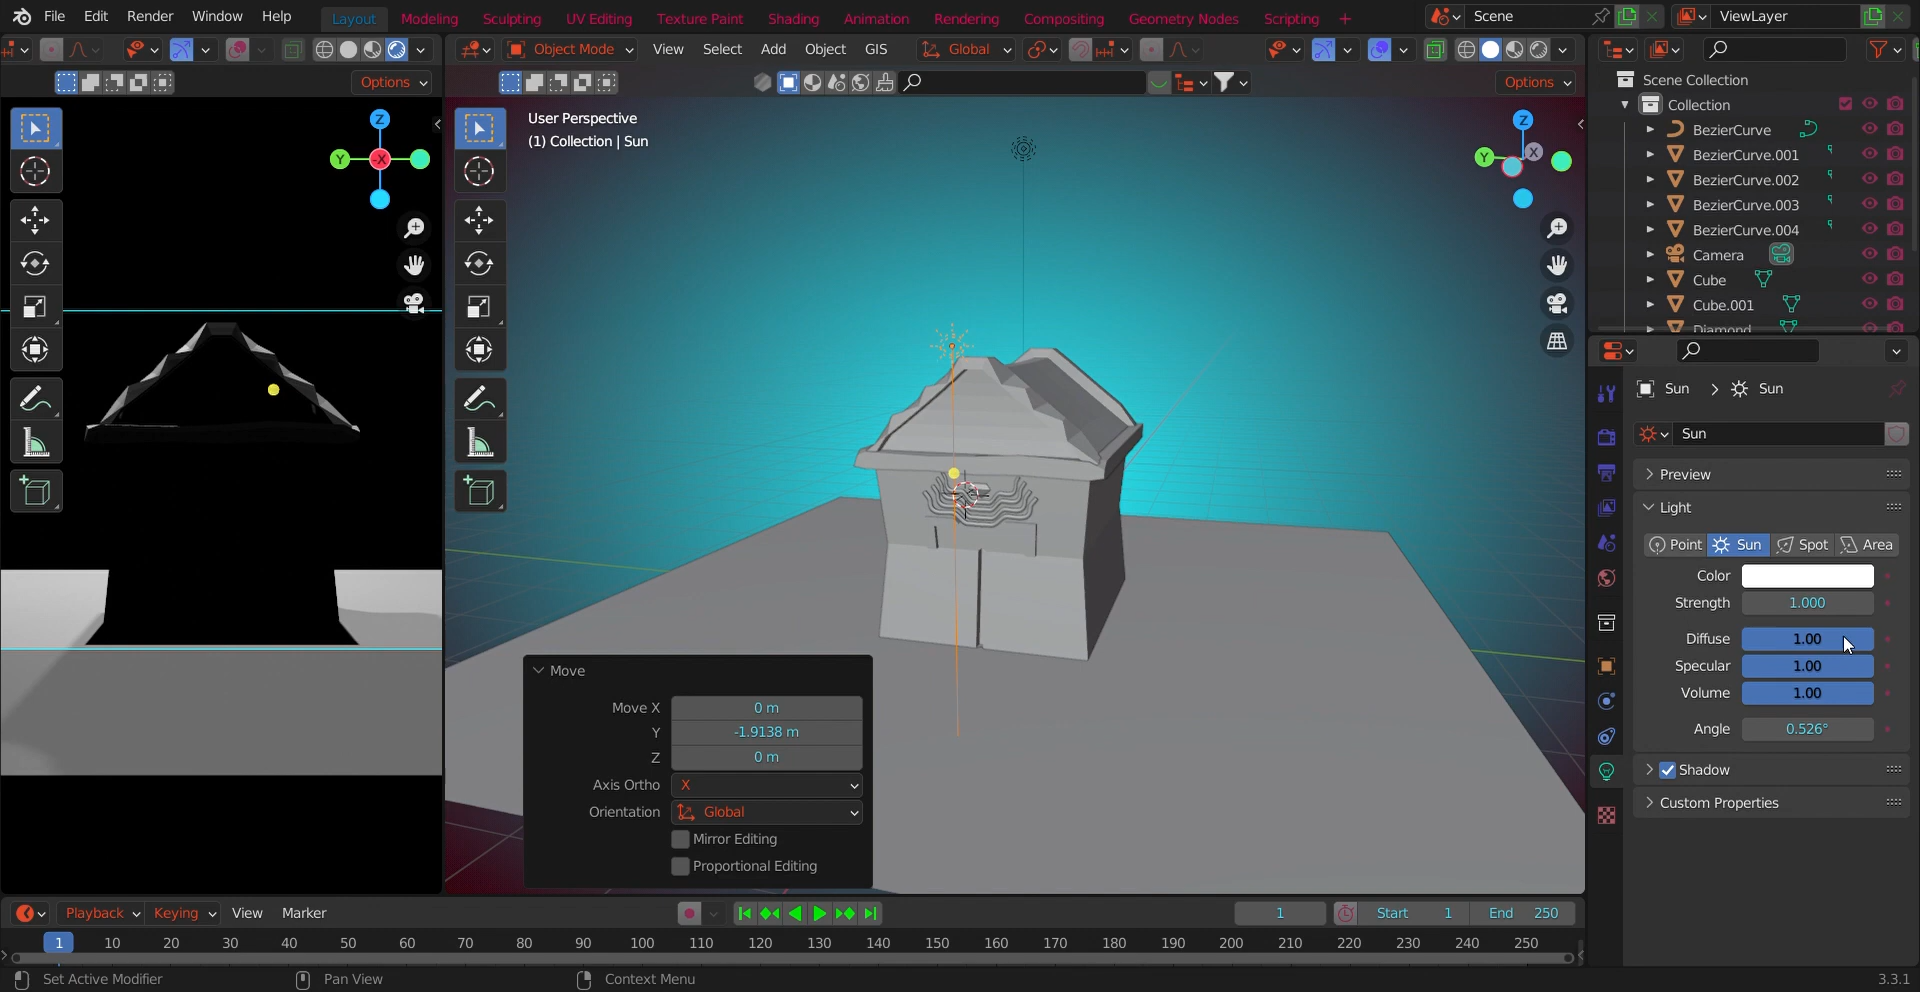 File Edit Render Window Help Layout Modeling Sculpting UV Editing Texture Paint Shading Animation Rendering Compositing Geometry Nodes Scripting + Scene ViewLayer
Object Mode View Select Add Object GIS Global
Options Options
Scene Collection
Collection
BezierCurve
BezierCurve.001
BezierCurve.002
BezierCurve.003
BezierCurve.004
Camera
Cube
Cube.001
Diamond
Z
Y
-X
User Perspective
(1) Collection | Sun
Z
Y
X
Move
Move X 0 m
Y -1.9138 m
Z 0 m
Axis Ortho X
Orientation Global
Mirror Editing
Proportional Editing
Sun > Sun
Sun
Preview
Light
Point Sun Spot Area
Color
Strength 1.000
Diffuse 1.00
Specular 1.00
Volume 1.00
Angle 0.526°
Shadow
Custom Properties
Playback Keying View Marker 1 Start 1 End 250
1 10 20 30 40 50 60 70 80 90 100 110 120 130 140 150 160 170 180 190 200 210 220 230 240 250
Set Active Modifier Pan View Context Menu 3.3.1